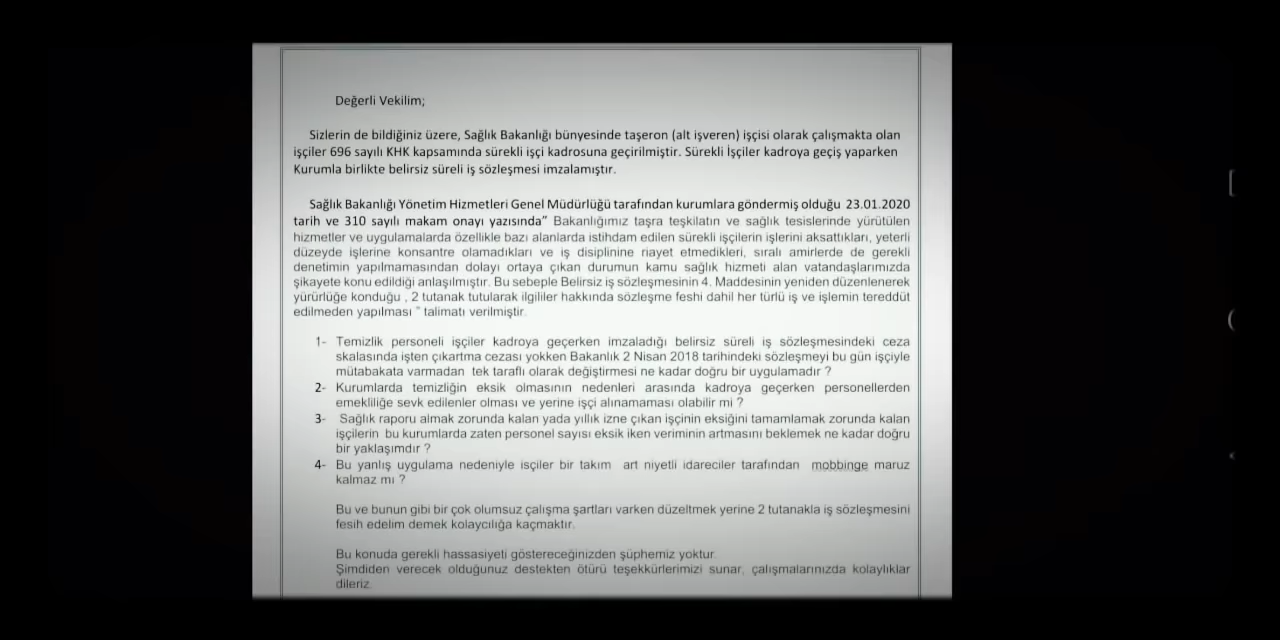 Değerli Vekilim;
Sizlerin de bildiğiniz üzere, Sağlık Bakanlığı bünyesinde taşeron (alt işveren) işçisi olarak çalışmakta olan
işçiler 696 sayılı KHK kapsamında sürekli işçi kadrosuna geçirilmiştir. Sürekli İşçiler kadroya geçiş yaparken
Kurumla birlikte belirsiz süreli iş sözleşmesi imzalamıştır.
Sağlık Bakanlığı Yönetim Hizmetleri Genel Müdürlüğü tarafından kurumlara göndermiş olduğu 23.01.2020
tarih ve 310 sayılı makam onayı yazısında" Bakanlığımız taşra teşkilatın ve sağlık tesislerinde yürütülen
hizmetler ve uygulamalarda özellikle bazı alanlarda istihdam edilen sürekli işçilerin işlerini aksattıkları, yeterli
düzeyde işlerine konsantre olamadıkları ve iş disiplinine riayet etmedikleri, sıralı amirlerde de gerekli
denetimin yapılmamasından dolayı ortaya çıkan durumun kamu sağlık hizmeti alan vatandaşlarımızda
şikayete konu edildiği anlaşılmıştır. Bu sebeple Belirsiz iş sözleşmesinin 4. Maddesinin yeniden düzenlenerek
yürürlüğe konduğu , 2 tutanak tutularak ilgililer hakkında sözleşme feshi dahil her türlü iş ve işlemin tereddüt
edilmeden yapılması " talimatı verilmiştir.
1- Temizlik personeli işçiler kadroya geçerken imzaladığı belirsiz süreli iş sözleşmesindeki ceza
skalasında işten çıkartma cezası yokken Bakanlık 2 Nisan 2018 tarihindeki sözleşmeyi bu gün işçiyle
mütabakata varmadan tek taraflı olarak değiştirmesi ne kadar doğru bir uygulamadır ?
2- Kurumlarda temizliğin eksik olmasının nedenleri arasında kadroya geçerken personellerden
emekliliğe sevk edilenler olması ve yerine işçi alınamaması olabilir mi ?
3- Sağlık raporu almak zorunda kalan yada yıllık izne çıkan işçinin eksiğini tamamlamak zorunda kalan
işçilerin bu kurumlarda zaten personel sayısı eksik iken veriminin artmasını beklemek ne kadar doğru
bir yaklaşımdır ?
4- Bu yanlış uygulama nedeniyle isçiler bir takım art niyetli idareciler tarafından mobbinge maruz
kalmaz mı ?
Bu ve bunun gibi bir çok olumsuz çalışma şartları varken düzeltmek yerine 2 tutanakla iş sözleşmesini
fesih edelim demek kolaycılığa kaçmaktır.
Bu konuda gerekli hassasiyeti göstereceğinizden şüphemiz yoktur.
Şimdiden verecek olduğunuz destekten ötürü teşekkürlerimizi sunar, çalışmalarınızda kolaylıklar
dileriz.